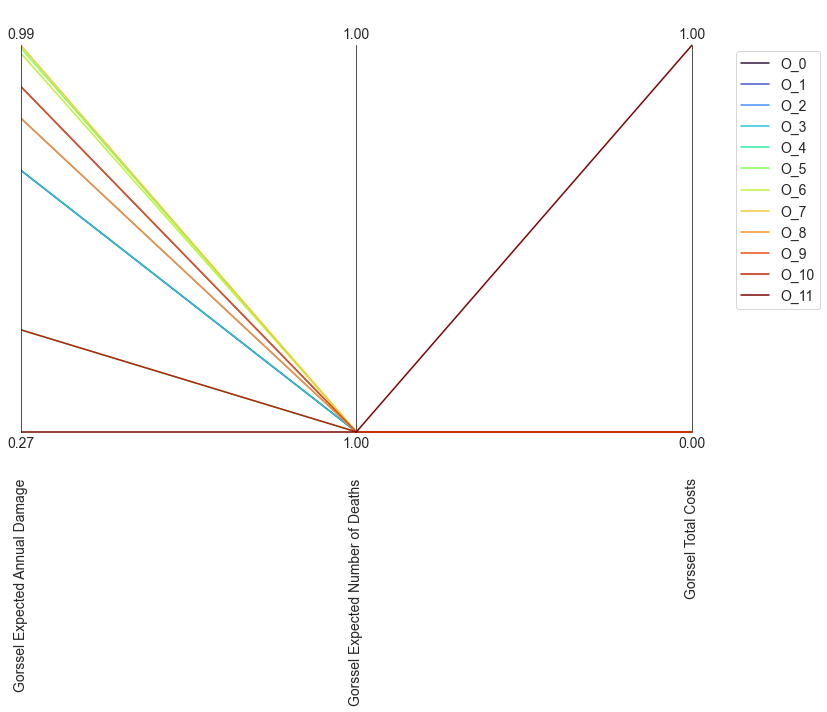 0.99
1.00
1.00
O_0
O_1
O_2
O_3
O_4
O_5
O_6
O_7
O_8
O_9
O_10
O_11
0.27
1.00
0.00
Gorssel Expected Annual Damage
Gorssel Expected Number of Deaths
Gorssel Total Costs